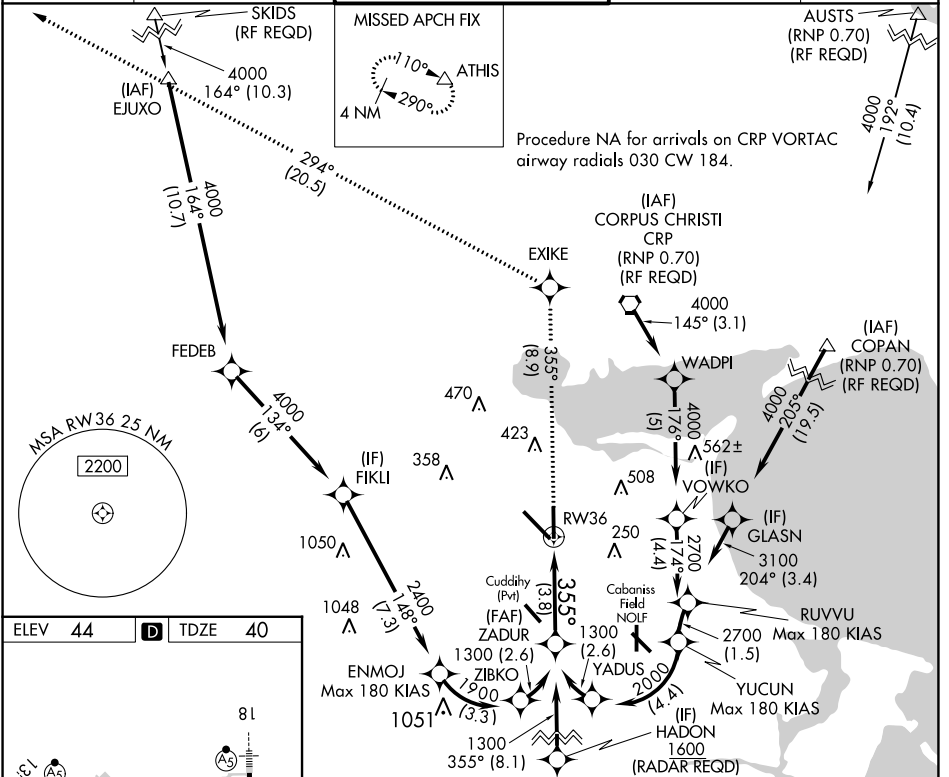 SKIDS
(RF REQD)
4000
164° (10.3)
(IAF)
EJUXO
MISSED APCH FIX
110°
ATHIS
290°
4 NM
AUSTS
(RNP 0.70)
(RF REQD)
4000
192°
(10.4)
Procedure NA for arrivals on CRP VORTAC
airway radials 030 CW 184.
294°
(20.5)
4000
164°
(10.7)
(IAF)
CORPUS CHRISTI
CRP
(RNP 0.70)
(RF REQD)
EXIKE
4000
145° (3.1)
(IAF)
COPAN
(RNP 0.70)
(RF REQD)
FEDEB
355°
(8.9)
WADPI
4000
176°
(5)
4000
205°
(19.5)
4000
134°
(6)
470
423
562±
MSA RW36 25 NM
2200
(IF)
FIKLI
358
508
(IF)
VOWKO
RW36
(IF)
GLASN
1050
250
2700
174°
(4.4)
3100
204° (3.4)
2400
148°
(7.3)
Cuddihy
(Pvt)
355°
(3.8)
Cabaniss
Field
NOLF
1048
(FAF)
ZADUR
RUVVU
Max 180 KIAS
ELEV 44
D
TDZE 40
1300 (2.6)
1300
(2.6)
2700
(1.5)
ENMOJ
Max 180 KIAS
ZIBKO
YADUS
YUCUN
Max 180 KIAS
1900
(3.3)
2000
(4.4)
1051
(IF)
HADON
1600
(RADAR REQD)
1300
355° (8.1)
18
A5
13
A5